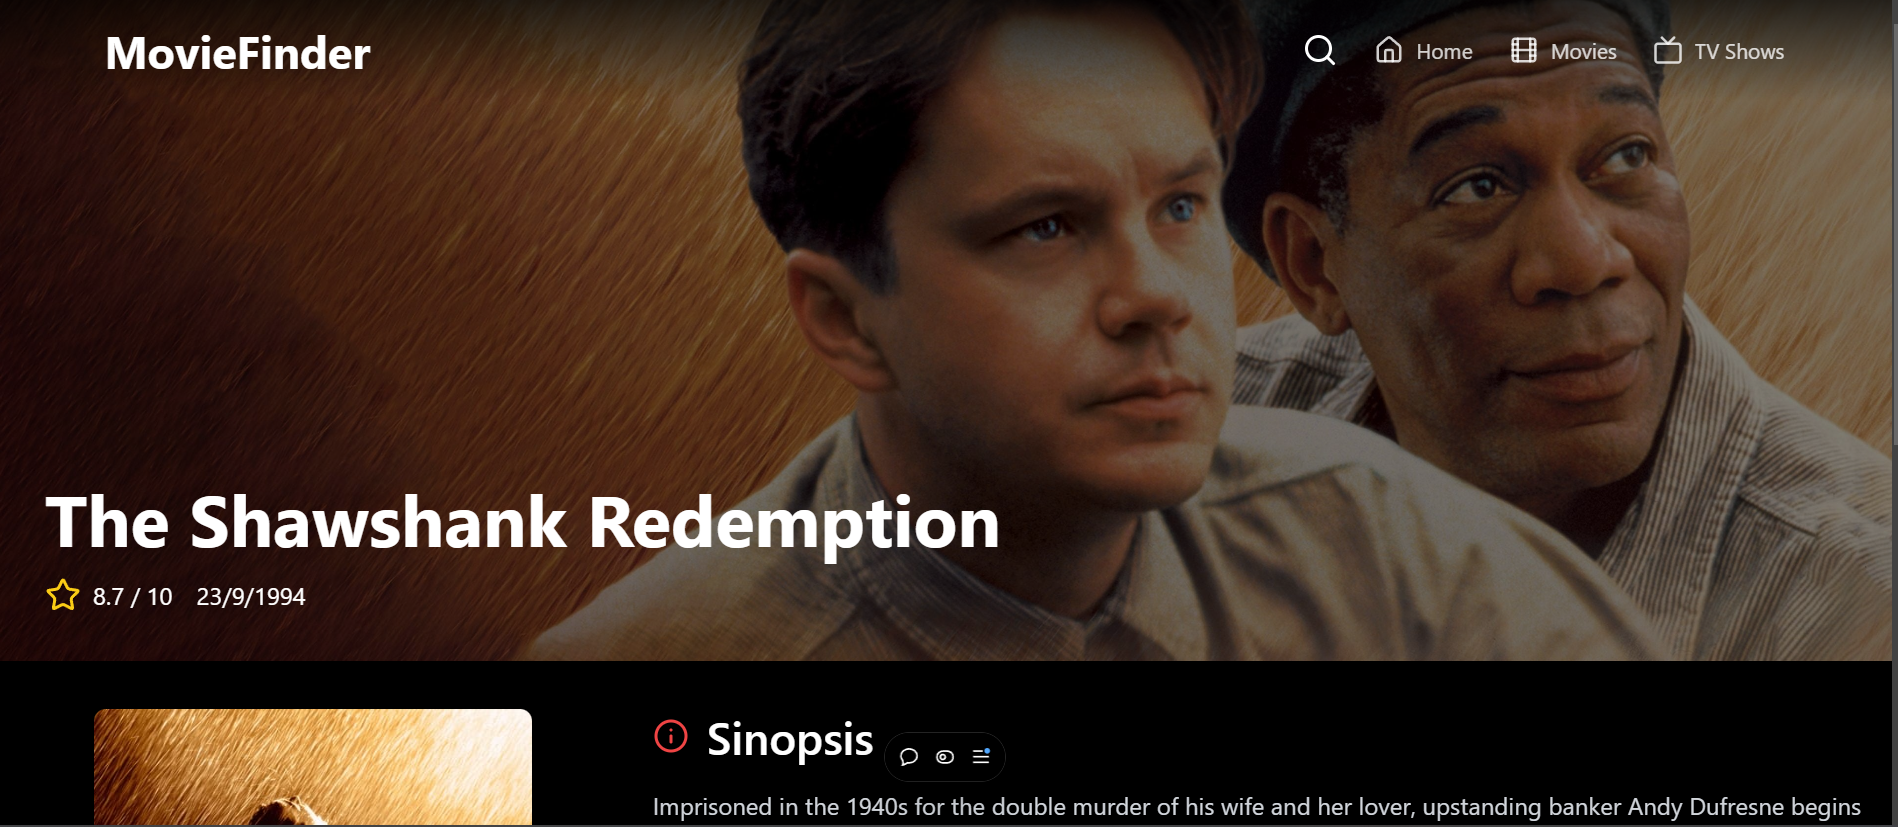 MovieFinder
Home Movies TV Shows
The Shawshank Redemption
8.7 / 10 23/9/1994
Sinopsis
Imprisoned in the 1940s for the double murder of his wife and her lover, upstanding banker Andy Dufresne begins